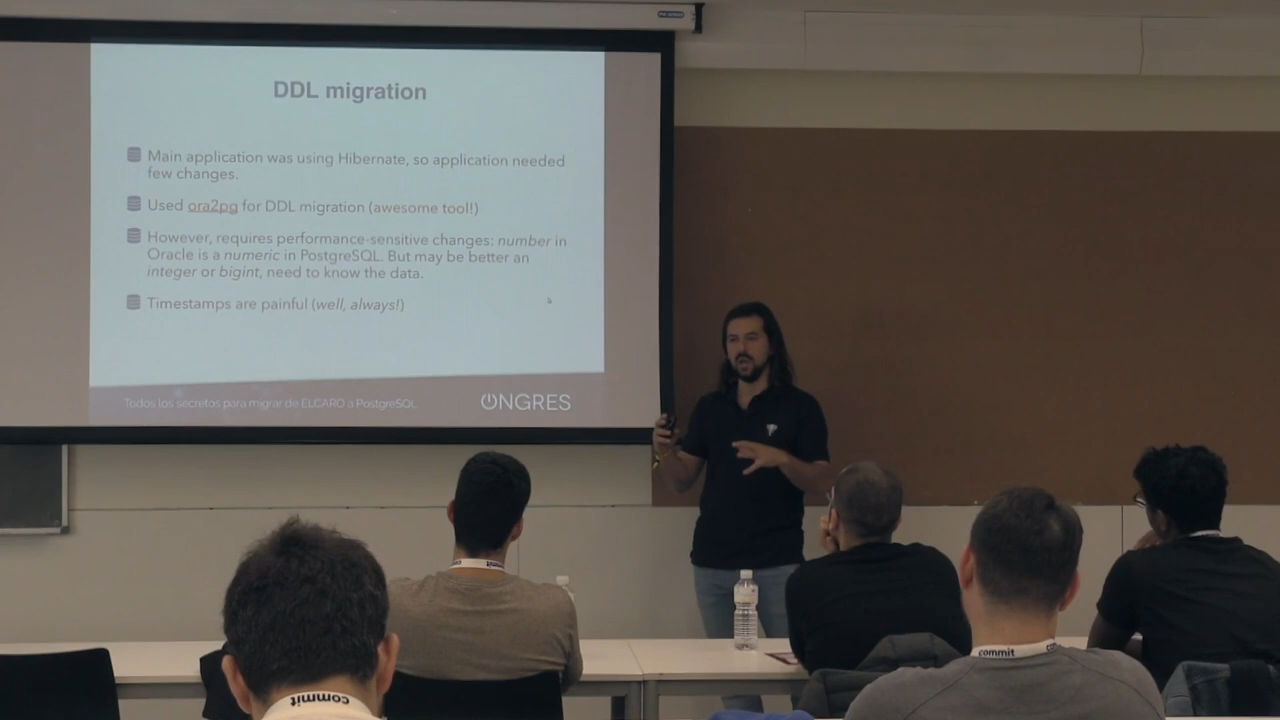 DDL migration
Main application was using Hibernate, so application needed
few changes.
Used ora2pg for DDL migration (awesome tool!)
However, requires performance-sensitive changes: number in
Oracle is a numeric in PostgreSQL. But may be better an
integer or bigint, need to know the data.
Timestamps are painful (well, always!)
Todos los secretos para migrar de ELCARO a PostgreSQL
ONGRES
commit
commit